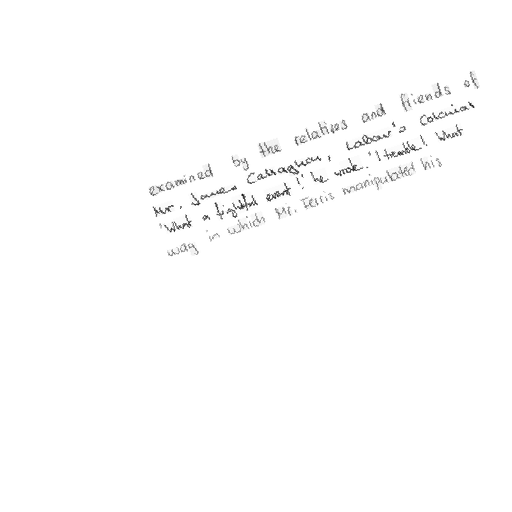 examined by the relatives and friends of
Mr. James Callaghan, Labour's Colonial
"What a frightful event!" he wrote. "I tremble! What
way in which Mr. Ferris manipulated his